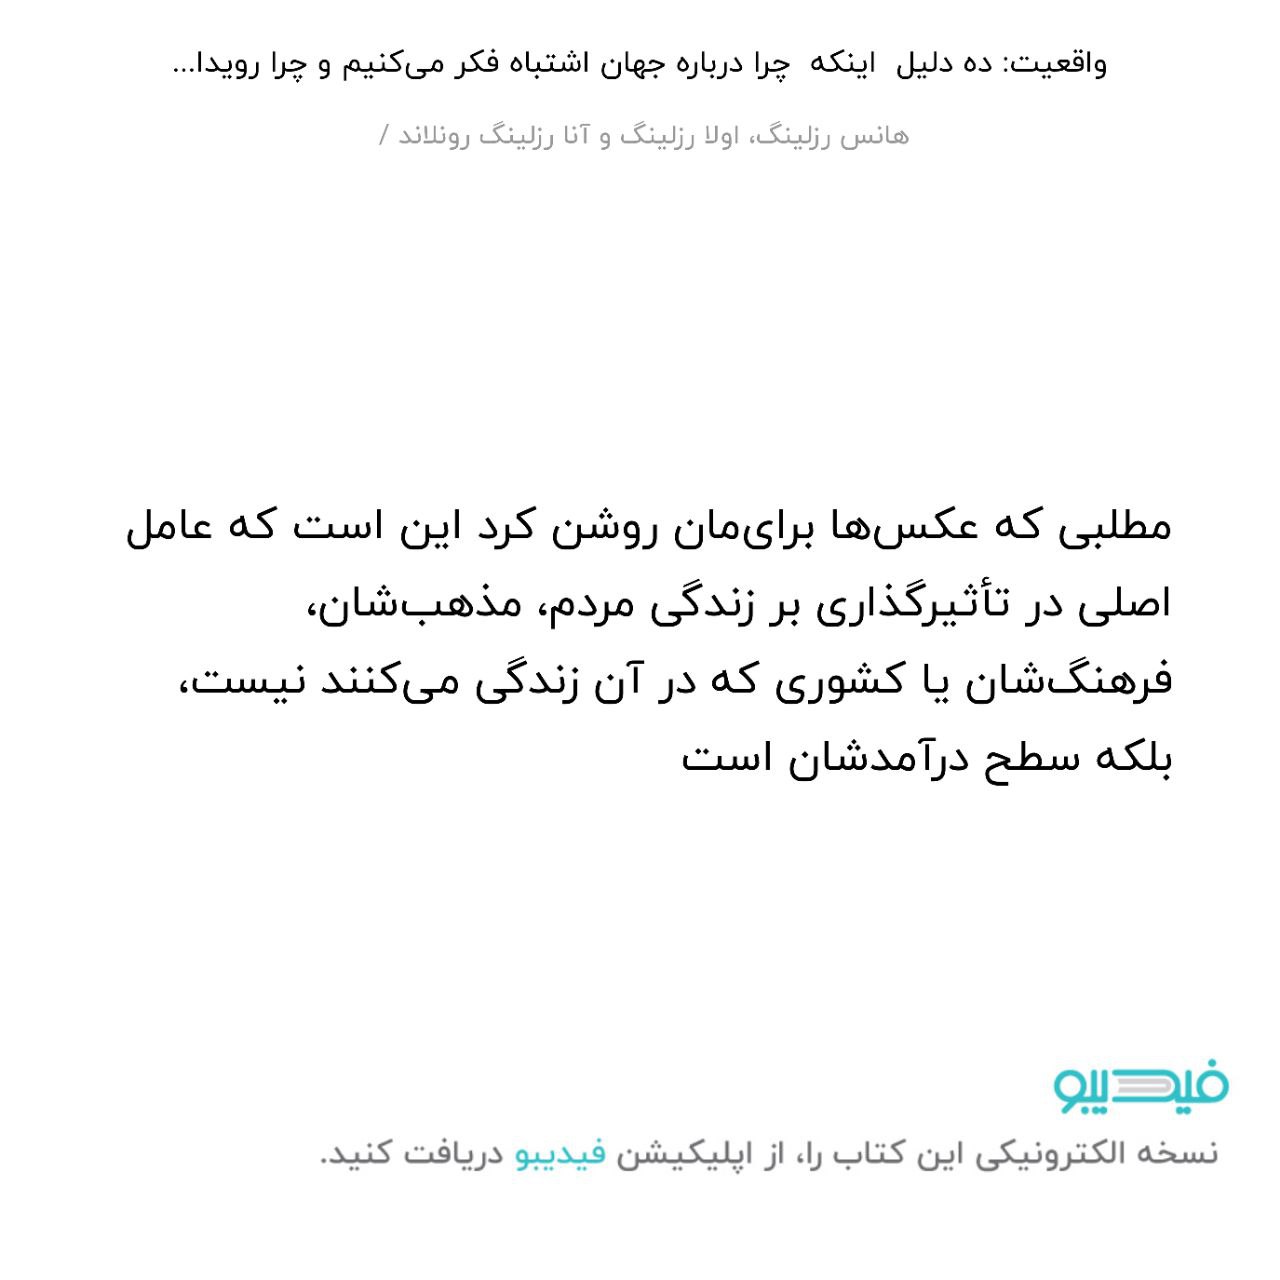 واقعیت: ده دلیل اینکه چرا درباره جهان اشتباه فکر می‌کنیم و چرا رویدا...
هانس رزلینگ، اولا رزلینگ و آنا رزلینگ رونلاند /
مطلبی که عکس‌ها برای‌مان روشن کرد این است که عامل
اصلی در تأثیرگذاری بر زندگی مردم، مذهب‌شان،
فرهنگ‌شان یا کشوری که در آن زندگی می‌کنند نیست،
بلکه سطح درآمدشان است
فیدیبو
نسخه الکترونیکی این کتاب را، از اپلیکیشن فیدیبو دریافت کنید.